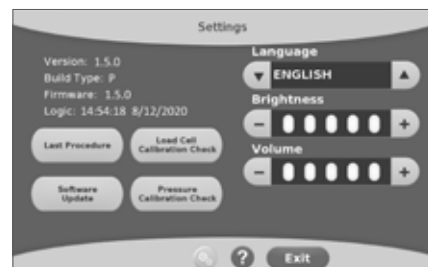 Settings
Version: 1.5.0
Build Type: P
Firmware: 1.5.0
Logic: 14:54:18 8/12/2020
Language
ENGLISH
Brightness
Volume
Last Procedure
Load Cell
Calibration Check
Software
Update
Pressure
Calibration Check
?
Exit